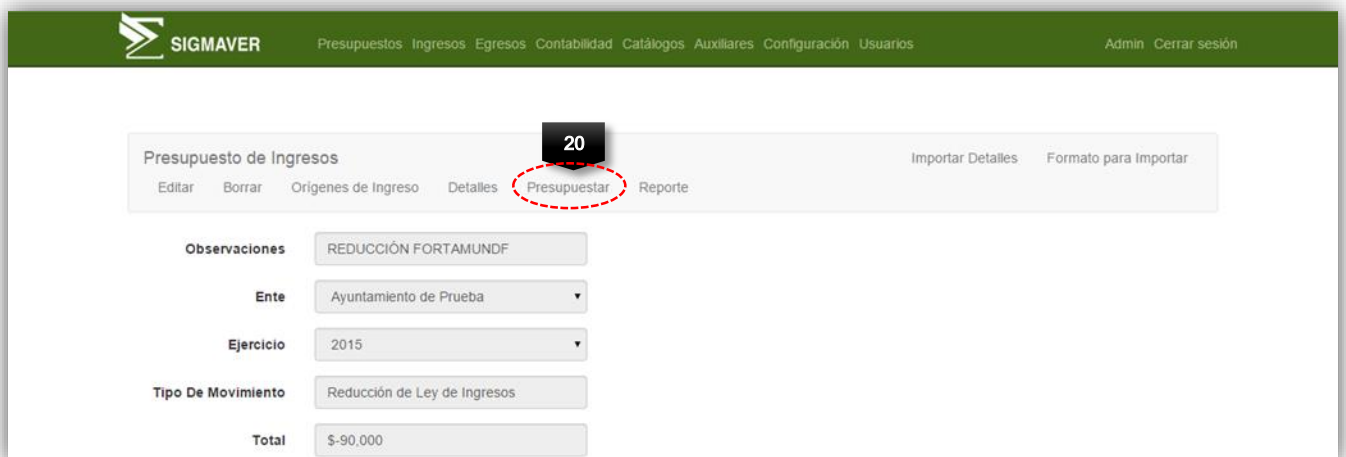 SIGMAVER Presupuestos Ingresos Egresos Contabilidad Catálogos Auxiliares Configuración Usuarios Admin Cerrar sesión
20
Presupuesto de Ingresos Importar Detalles Formato para Importar
Editar Borrar Orígenes de Ingreso Detalles Presupuestar Reporte
Observaciones REDUCCIÓN FORTAMUNDF
Ente Ayuntamiento de Prueba
Ejercicio 2015
Tipo De Movimiento Reducción de Ley de Ingresos
Total $-90,000